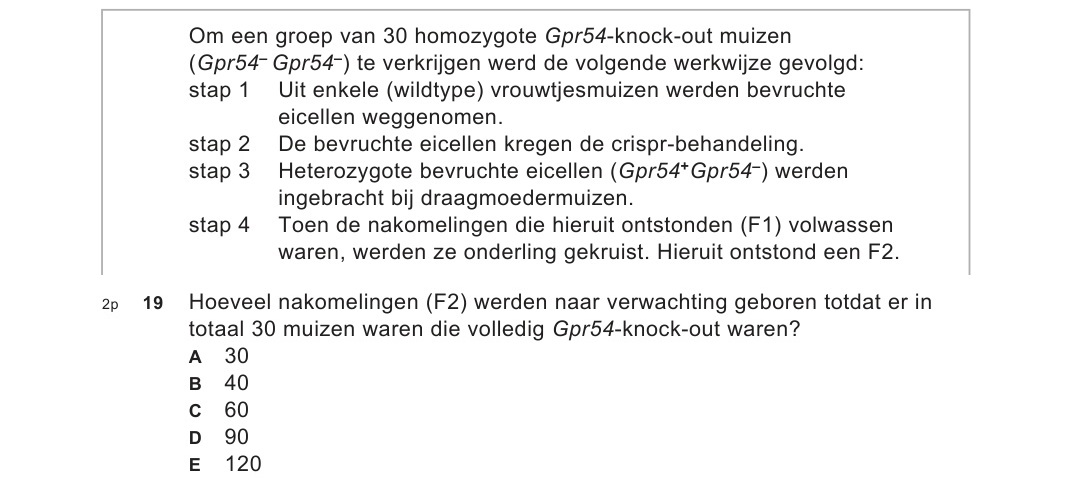 Om een groep van 30 homozygote Gpr54-knock-out muizen
(Gpr54⁻ Gpr54⁻) te verkrijgen werd de volgende werkwijze gevolgd:
stap 1 Uit enkele (wildtype) vrouwtjesmuizen werden bevruchte
eicellen weggenomen.
stap 2 De bevruchte eicellen kregen de crispr-behandeling.
stap 3 Heterozygote bevruchte eicellen (Gpr54⁺Gpr54⁻) werden
ingebracht bij draagmoedermuizen.
stap 4 Toen de nakomelingen die hieruit ontstonden (F1) volwassen
waren, werden ze onderling gekruist. Hieruit ontstond een F2.
2p 19 Hoeveel nakomelingen (F2) werden naar verwachting geboren totdat er in
totaal 30 muizen waren die volledig Gpr54-knock-out waren?
A 30
B 40
C 60
D 90
E 120